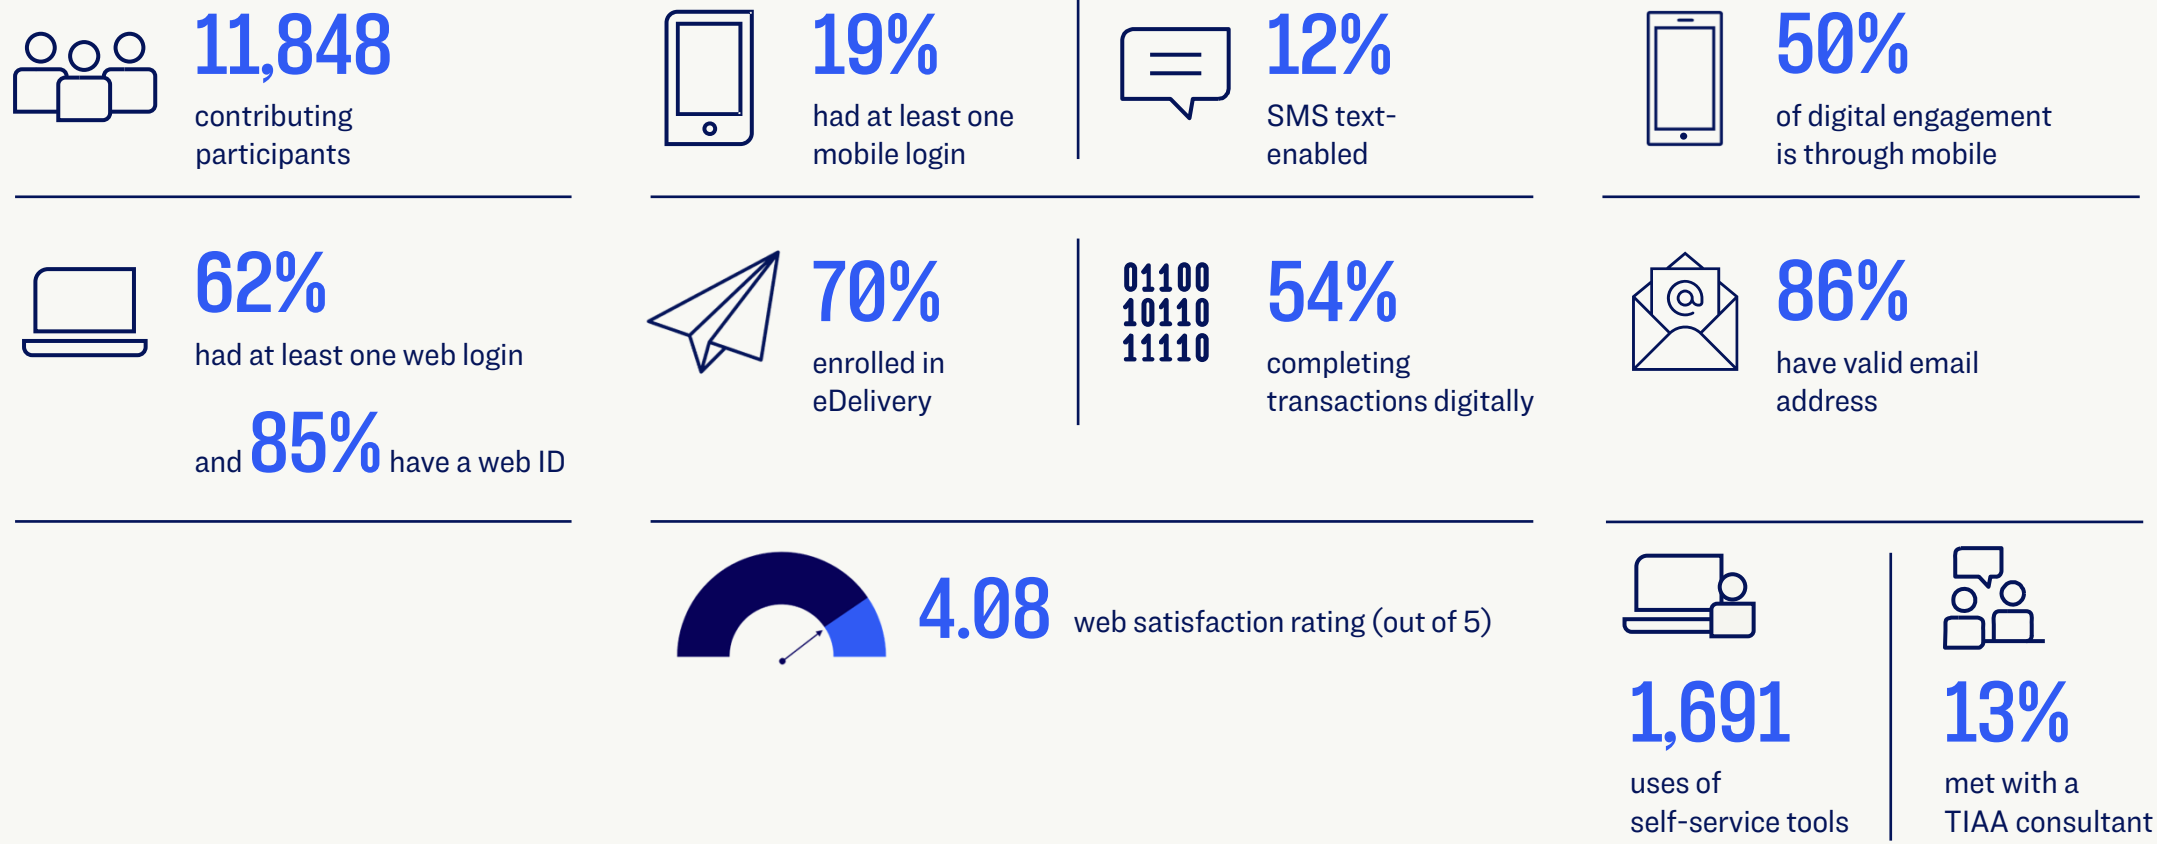 11,848
contributing
participants
19%
had at least one
mobile login
12%
SMS text-
enabled
50%
of digital engagement
is through mobile
62%
had at least one web login
and 85% have a web ID
70%
enrolled in
eDelivery
01100
10110
11110
54%
completing
transactions digitally
@
86%
have valid email
address
4.08 web satisfaction rating (out of 5)
1,691
uses of
self-service tools
13%
met with a
TIAA consultant